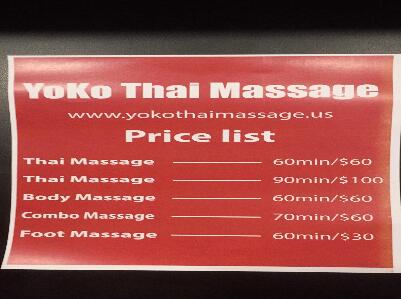 YoKo Thai Massage
www.yokothaimassage.us
Price list
Thai Massage 60min/$60
Thai Massage 90min/$100
Body Massage 60min/$60
Combo Massage 70min/$60
Foot Massage 60min/$30